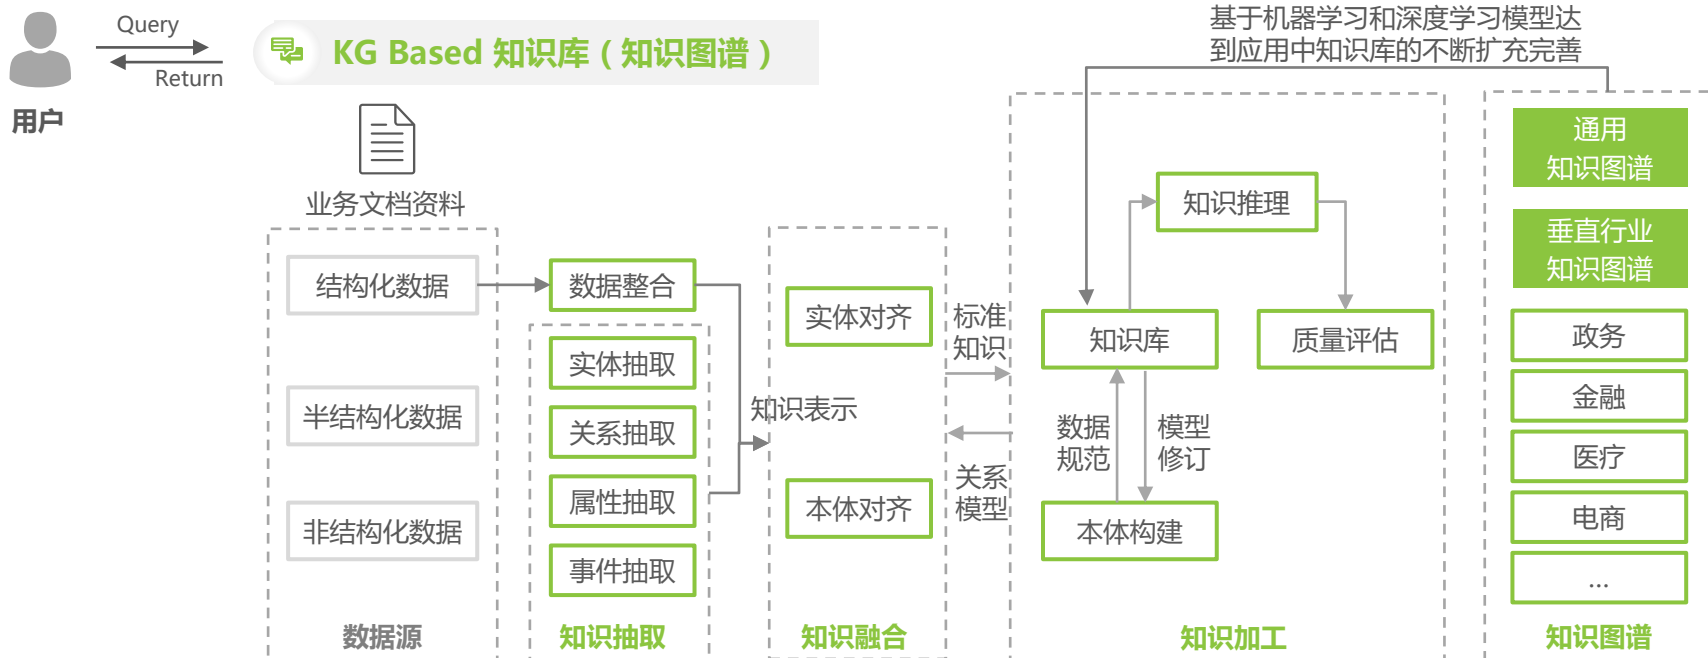 Query
Return
用户
KG Based 知识库（知识图谱）
基于机器学习和深度学习模型达
到应用中知识库的不断扩充完善
业务文档资料
结构化数据
半结构化数据
非结构化数据
数据源
数据整合
实体抽取
关系抽取
属性抽取
事件抽取
知识抽取
知识表示
实体对齐
本体对齐
知识融合
标准
知识
关系
模型
知识推理
知识库
质量评估
数据
规范
模型
修订
本体构建
知识加工
通用
知识图谱
垂直行业
知识图谱
政务
金融
医疗
电商
...
知识图谱